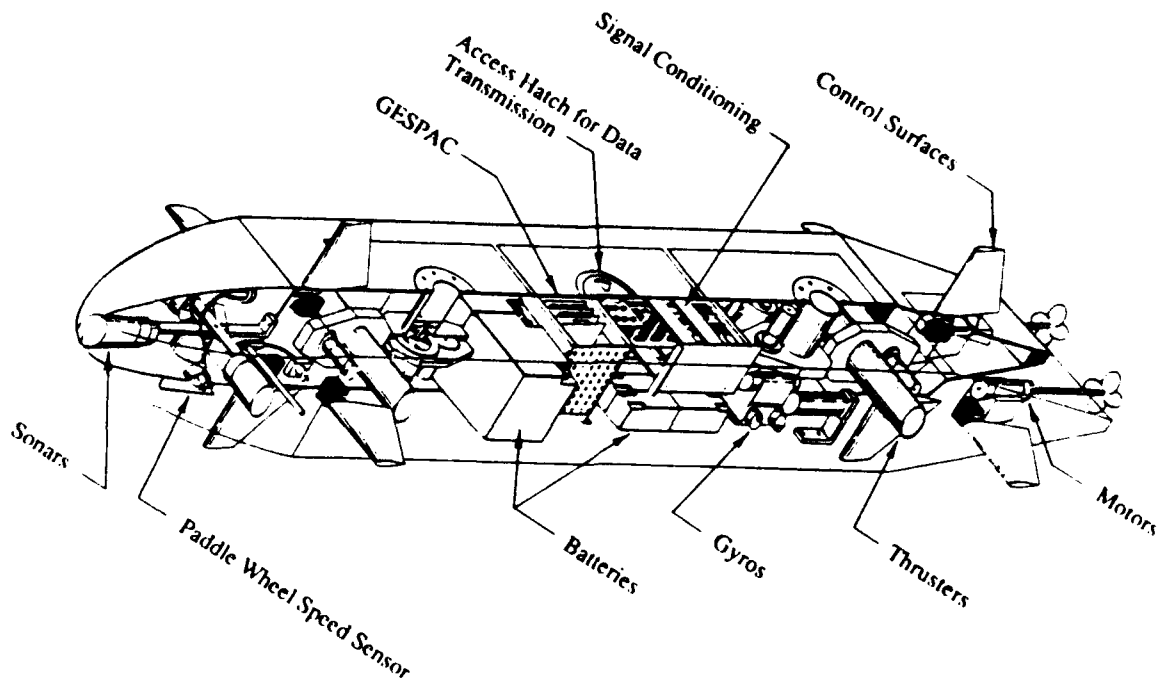 Signal Conditioning
Access Hatch for Data
Transmission
Control Surfaces
GESPAC
Sonars
Paddle Wheel Speed Sensor
Batteries
Gyros
Thrusters
Motors